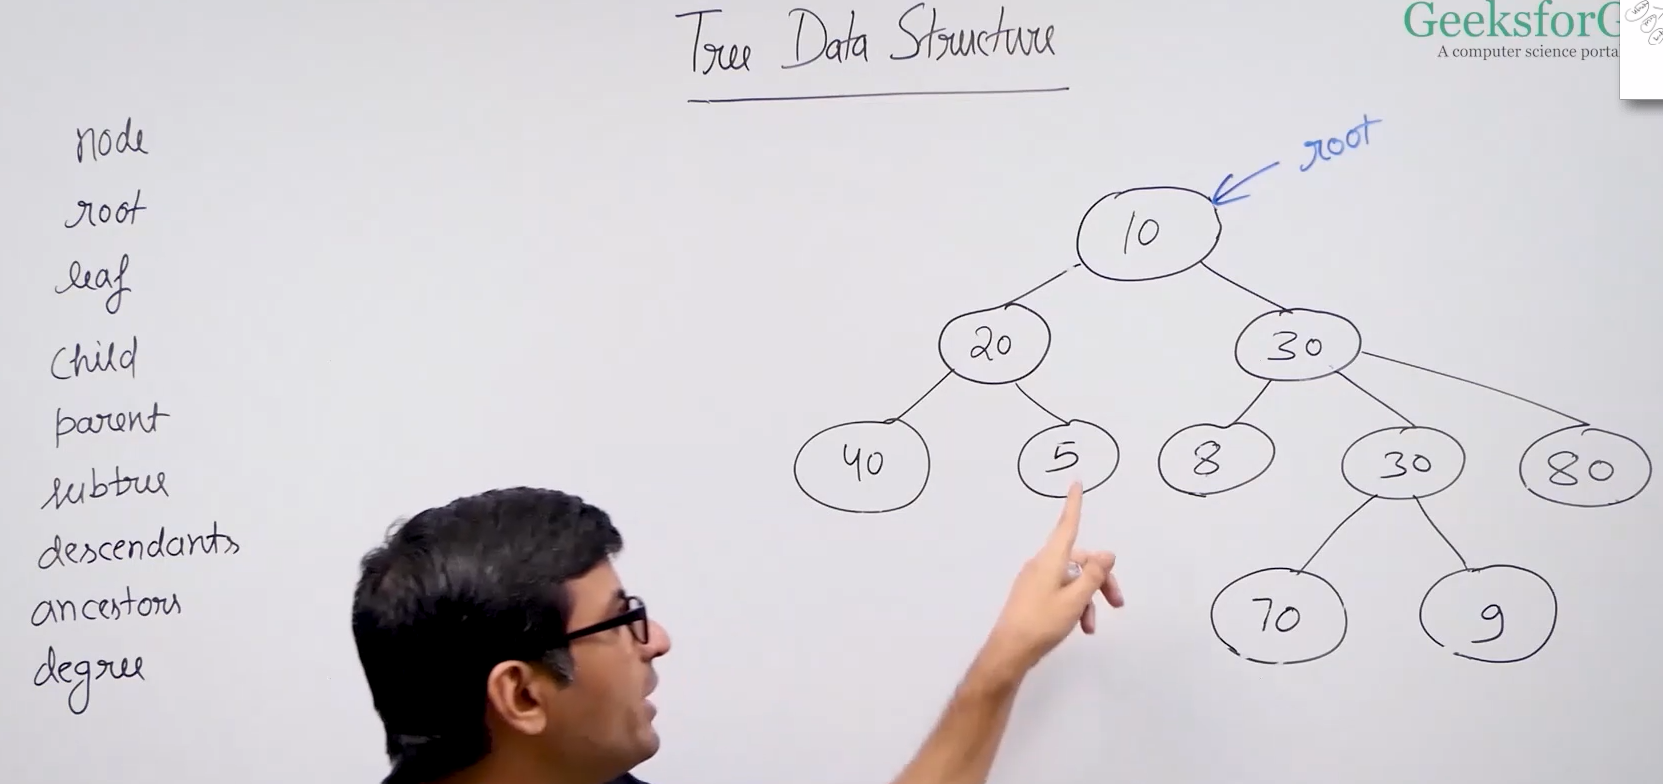 Tree Data Structure
GeeksforG
A computer science porta
node
root
leaf
child
parent
subtree
descendants
ancestors
degree
root
10
20
30
40
5
8
30
80
70
9